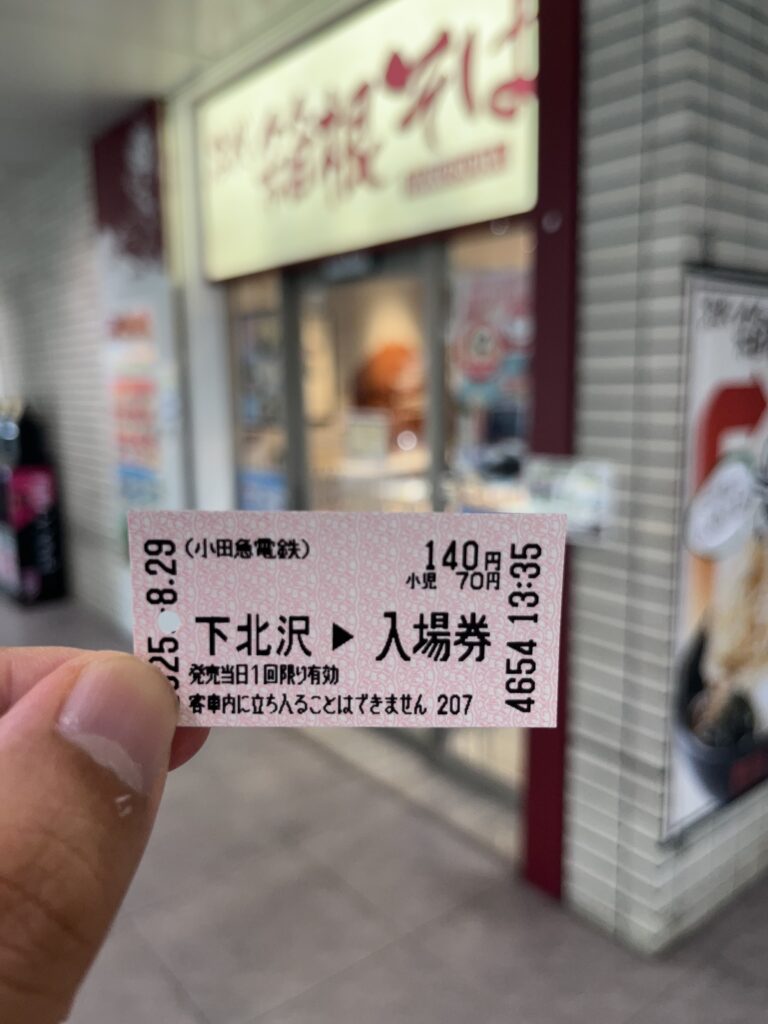 箱根そば
(小田急電鉄)
140円
小児 70円
下北沢▶入場券
発売当日1回限り有効
客車内に立ち入ることはできません 207
25.-8.29
4654 13:35